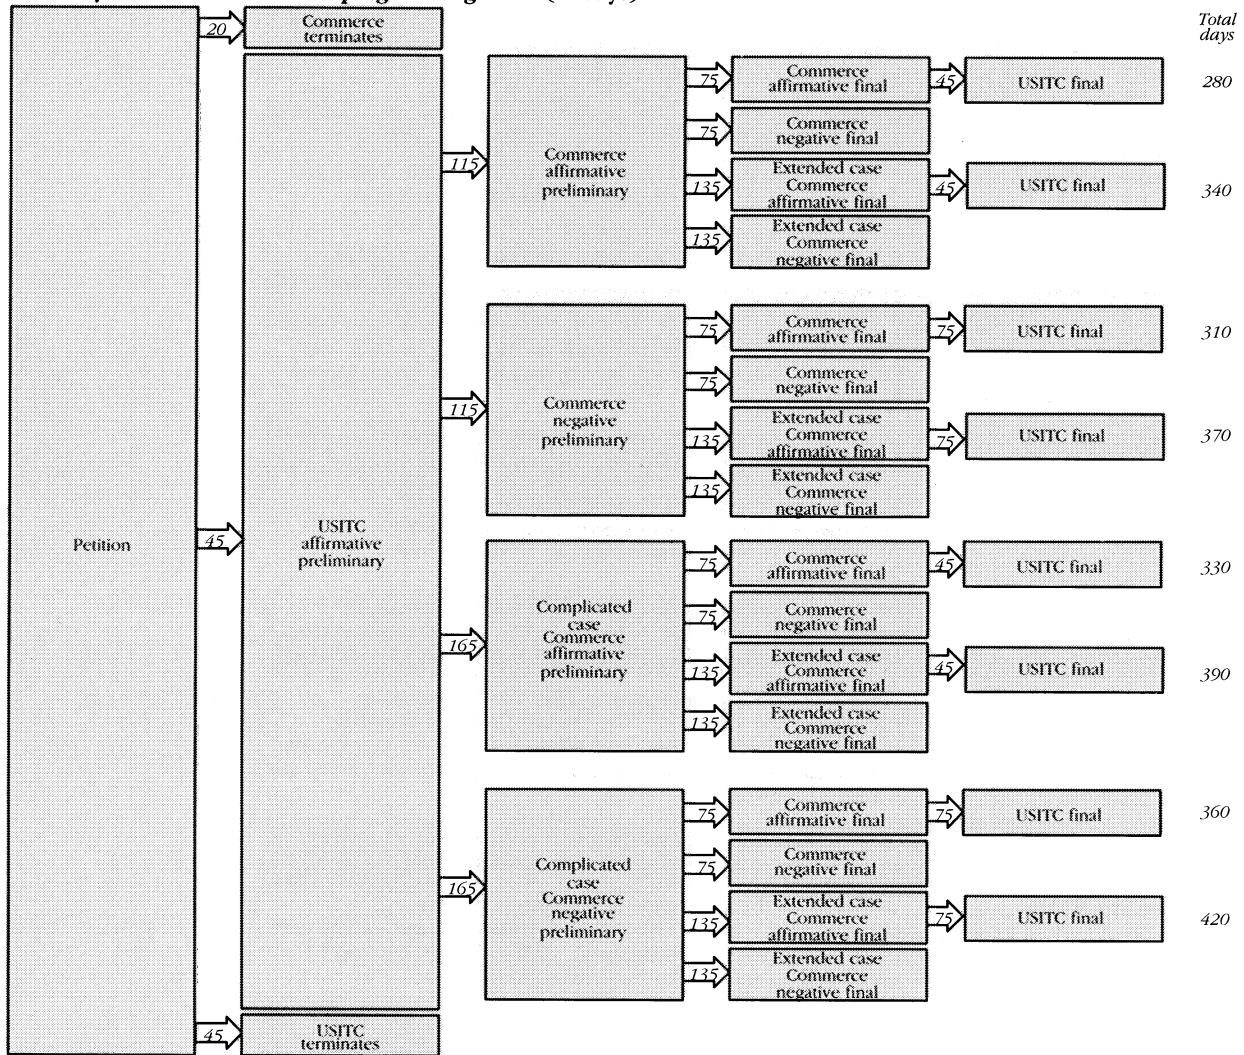 Total
days
20
Commerce
terminates
75
Commerce
affirmative final
45
USITC final
280
75
Commerce
negative final
115
Commerce
affirmative
preliminary
135
Extended case
Commerce
affirmative final
45
USITC final
340
135
Extended case
Commerce
negative final
75
Commerce
affirmative final
75
USITC final
310
75
Commerce
negative final
115
Commerce
negative
preliminary
135
Extended case
Commerce
affirmative final
75
USITC final
370
135
Extended case
Commerce
negative final
Petition
45
USITC
affirmative
preliminary
75
Commerce
affirmative final
45
USITC final
330
75
Commerce
negative final
165
Complicated
case
Commerce
affirmative
preliminary
135
Extended case
Commerce
affirmative final
45
USITC final
390
135
Extended case
Commerce
negative final
75
Commerce
affirmative final
75
USITC final
360
75
Commerce
negative final
165
Complicated
case
Commerce
negative
preliminary
135
Extended case
Commerce
affirmative final
75
USITC final
420
135
Extended case
Commerce
negative final
45
USITC
terminates